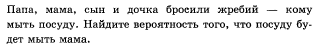 Папа, мама, сын и дочка бросили жребий — кому
мыть посуду. Найдите вероятность того, что посуду бу-
дет мыть мама.